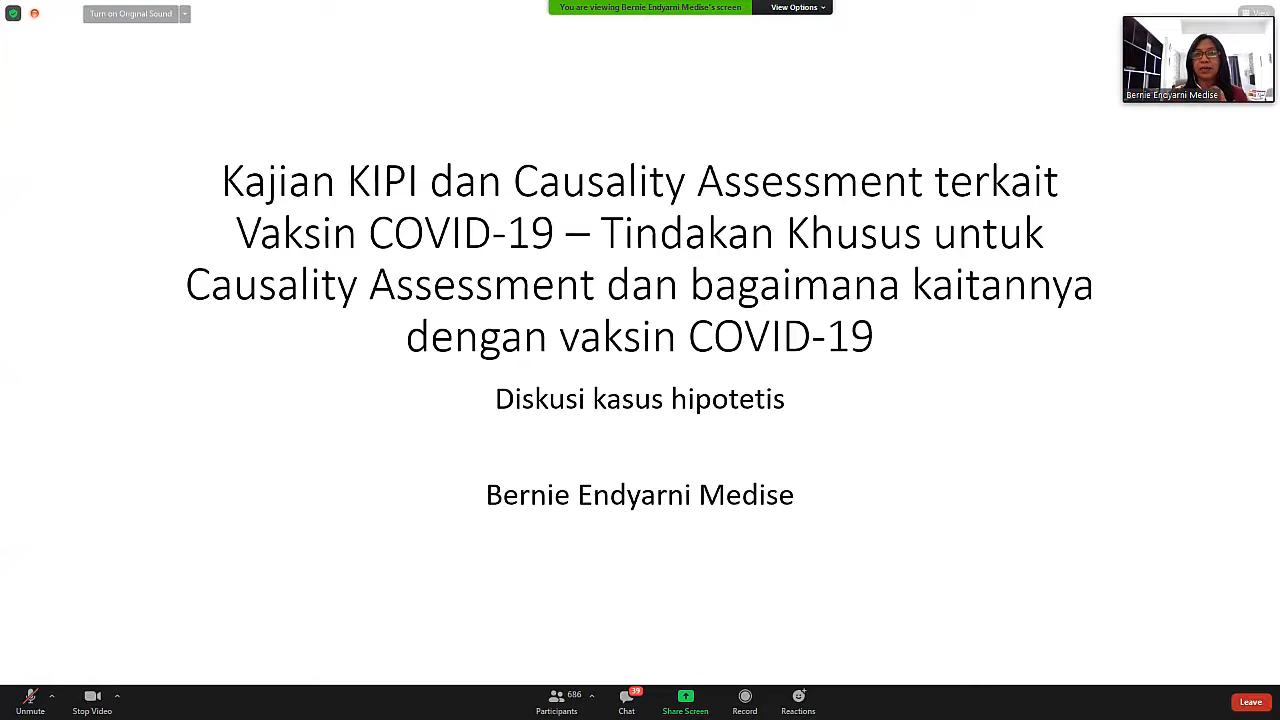 Turn on Original Sound
You are viewing Bernie Endyarni Medise's screen
View Options
View
Bernie Endyarni Medise
Kajian KIPI dan Causality Assessment terkait
Vaksin COVID-19 – Tindakan Khusus untuk
Causality Assessment dan bagaimana kaitannya
dengan vaksin COVID-19
Diskusi kasus hipotetis
Bernie Endyarni Medise
Unmute
Stop Video
686
Participants
39
Chat
Share Screen
Record
Reactions
Leave